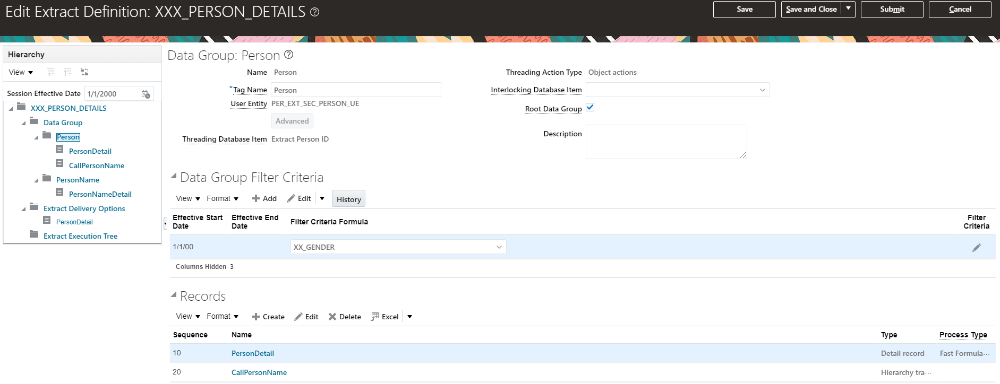 Edit Extract Definition: XXX_PERSON_DETAILS
Save
Save and Close
Submit
Cancel
Hierarchy
View
Session Effective Date 1/1/2000
XXX_PERSON_DETAILS
Data Group
Person
PersonDetail
CallPersonName
PersonName
PersonNameDetail
Extract Delivery Options
PersonDetail
Extract Execution Tree
Data Group: Person
Name Person
*Tag Name Person
User Entity PER_EXT_SEC_PERSON_UE
Advanced
Threading Database Item Extract Person ID
Threading Action Type Object actions
Interlocking Database Item
Root Data Group
Description
Data Group Filter Criteria
View Format Add Edit History
Effective Start Date Effective End Date Filter Criteria Formula Filter Criteria
1/1/00 XX_GENDER
Columns Hidden 3
Records
View Format Create Edit Delete Excel
Sequence Name Type Process Type
10 PersonDetail Detail record Fast Formula...
20 CallPersonName Hierarchy tra...